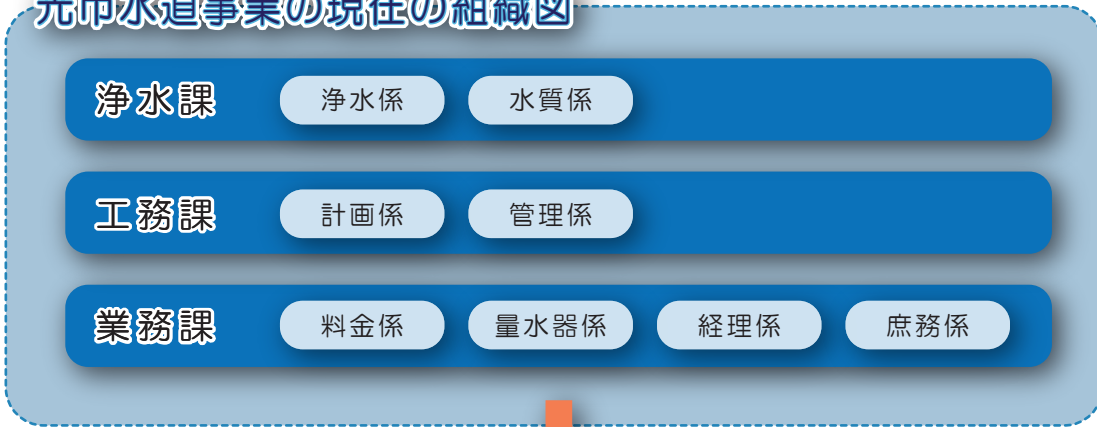 光市水道事業の現在の組織図
浄水課 浄水係 水質係
工務課 計画係 管理係
業務課 料金係 量水器係 経理係 庶務係